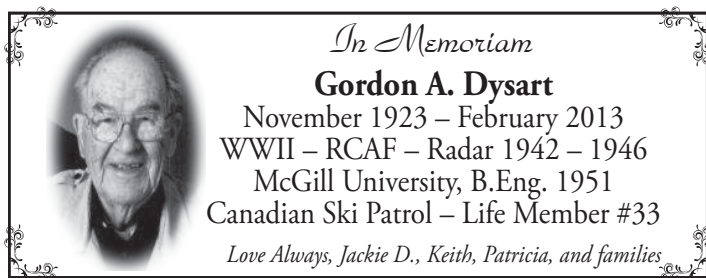 In Memoriam
Gordon A. Dysart
November 1923 – February 2013
WWII – RCAF – Radar 1942 – 1946
McGill University, B.Eng. 1951
Canadian Ski Patrol – Life Member #33
Love Always, Jackie D., Keith, Patricia, and families